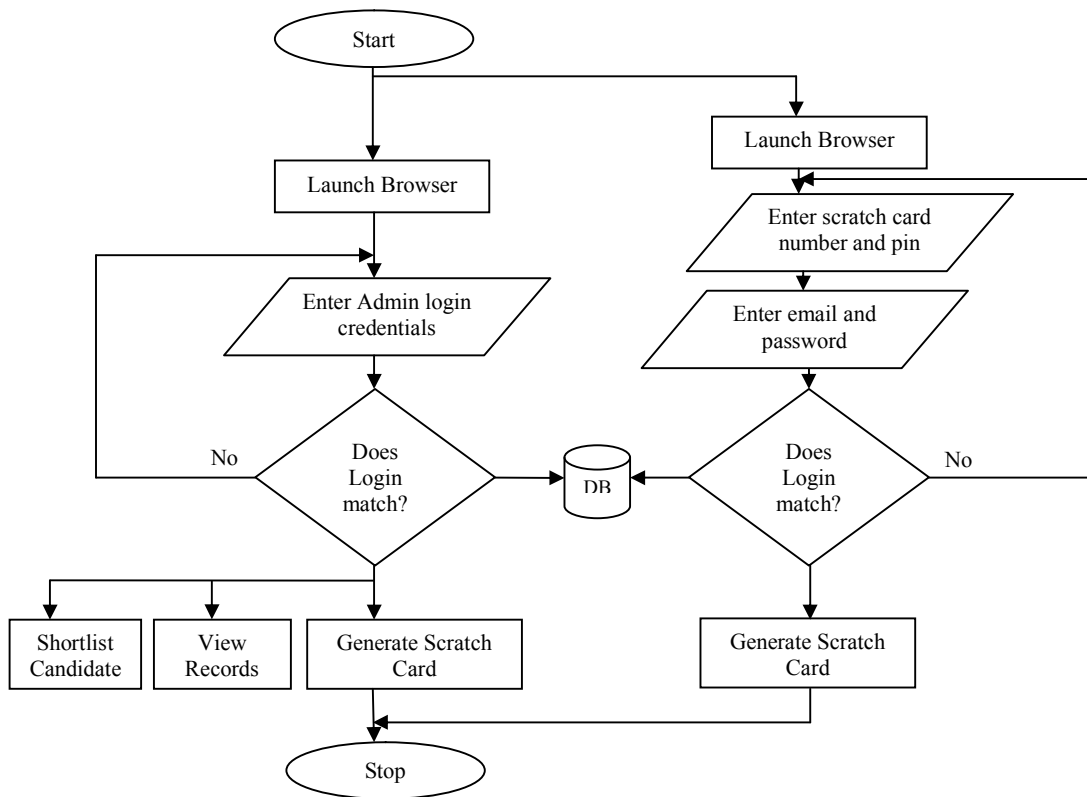 Start
Launch Browser
Launch Browser
Enter scratch card
number and pin
Enter Admin login
credentials
Enter email and
password
No
Does
Login
match?
DB
Does
Login
match?
No
Shortlist
Candidate
View
Records
Generate Scratch
Card
Generate Scratch
Card
Stop